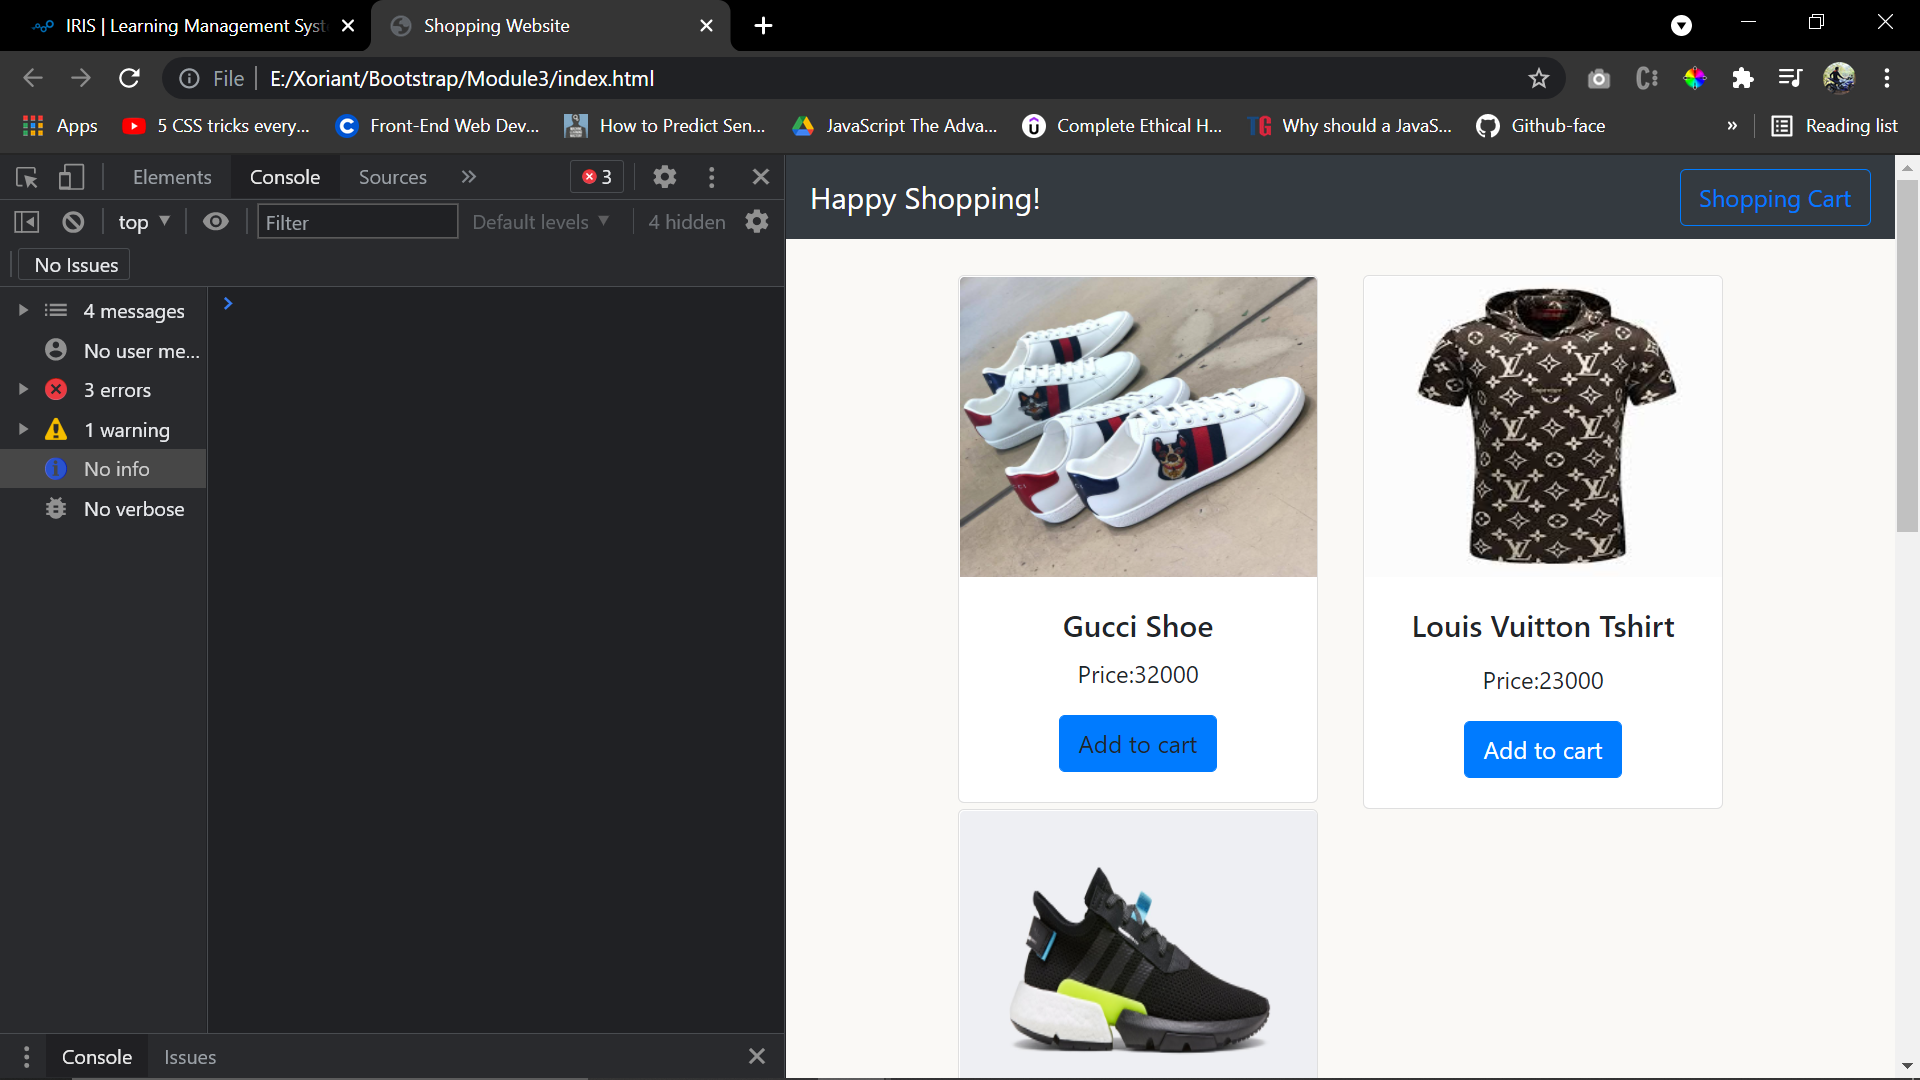 IRIS | Learning Management Syst
Shopping Website
File
E:/Xoriant/Bootstrap/Module3/index.html
Apps
5 CSS tricks every...
Front-End Web Dev...
How to Predict Sen...
JavaScript The Adva...
Complete Ethical H...
TG Why should a JavaS...
Github-face
»
Reading list
Elements
Console
Sources
3
top
Filter
Default levels
4 hidden
No Issues
4 messages
No user me...
3 errors
1 warning
No info
No verbose
Console
Issues
Happy Shopping!
Shopping Cart
Gucci Shoe
Price:32000
Add to cart
Louis Vuitton Tshirt
Price:23000
Add to cart